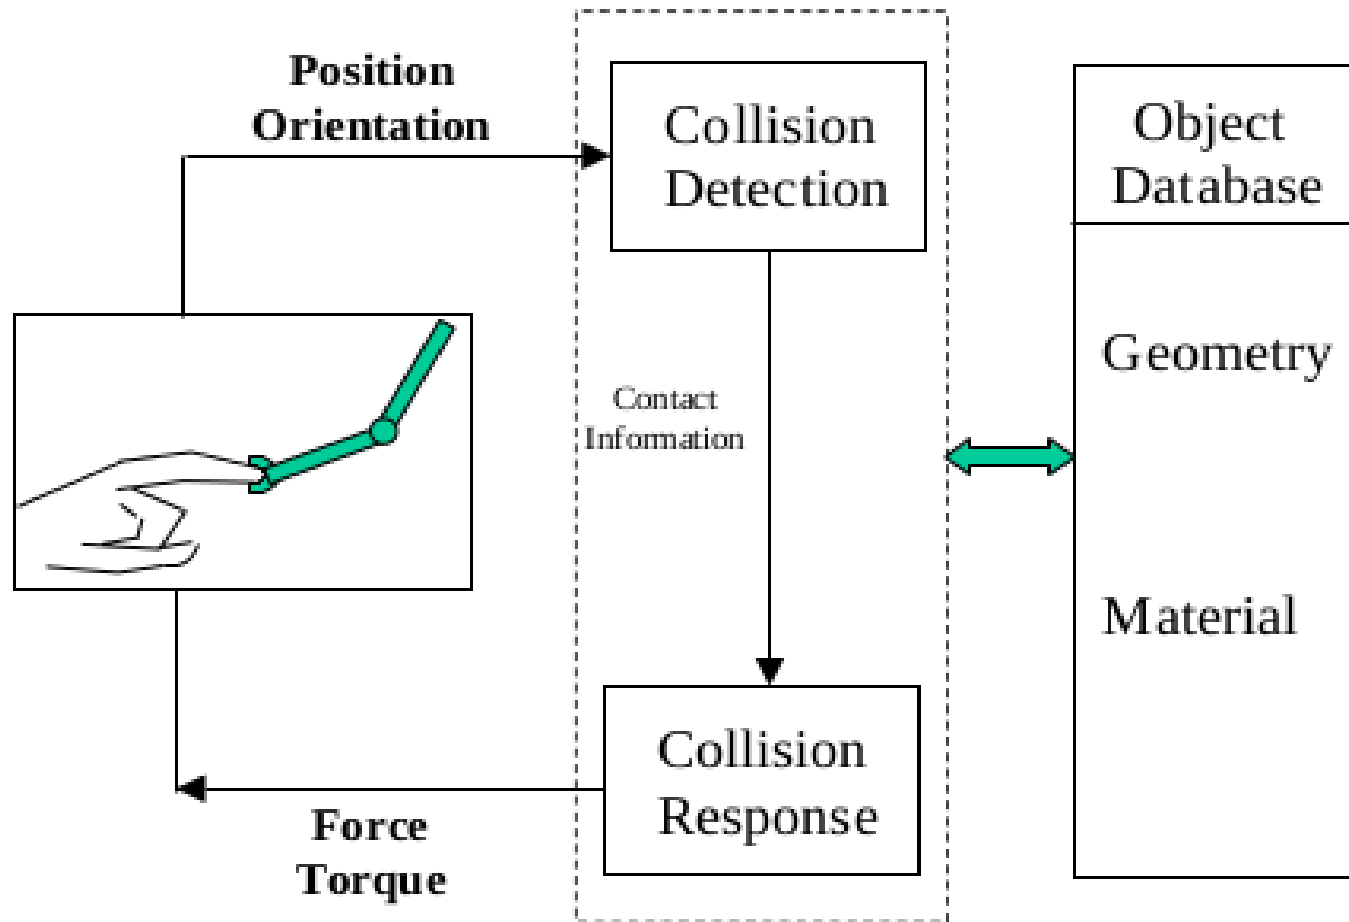 Position
Orientation
Collision
Detection
Object
Database
Geometry
Contact
Information
Material
Collision
Response
Force
Torque